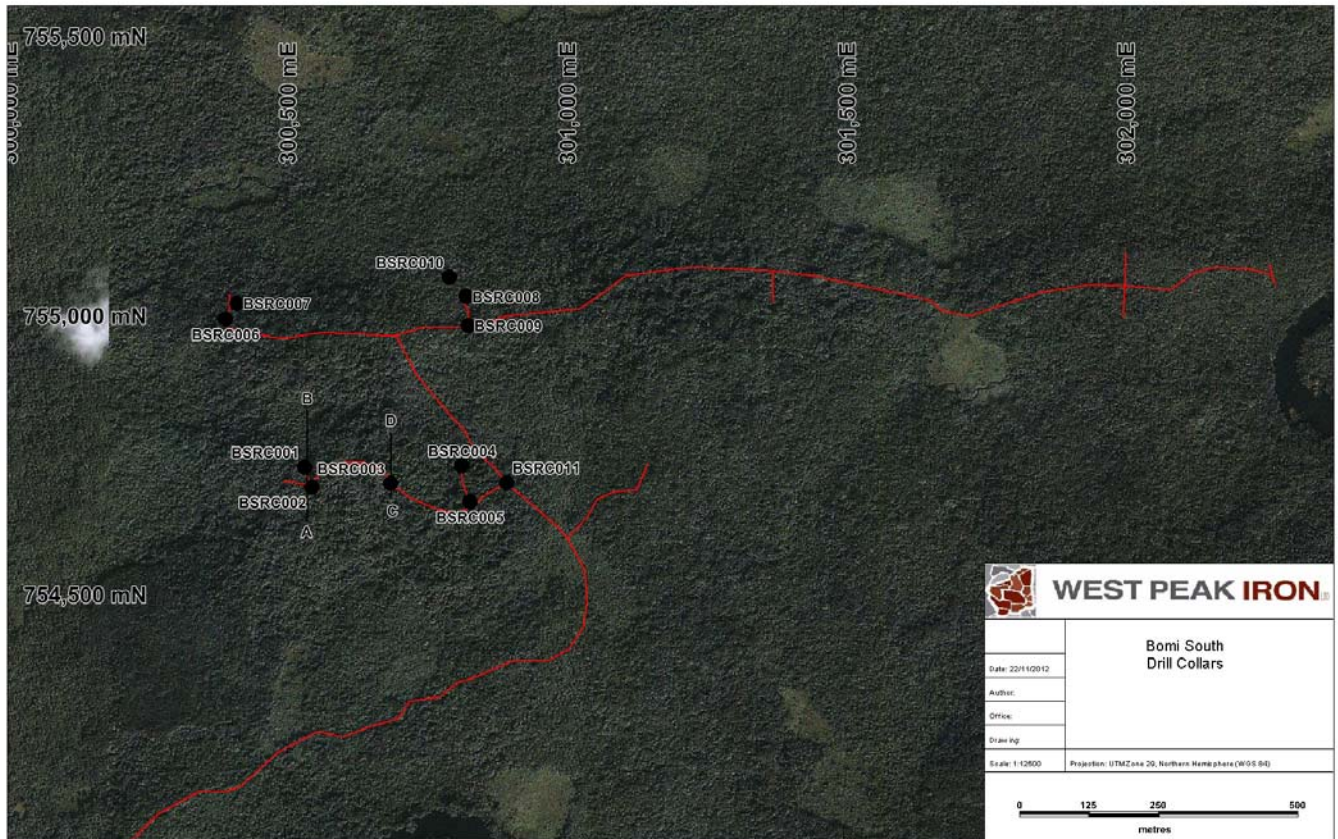 755,500 mN
300,000 mE
300,500 mE
301,000 mE
301,500 mE
302,000 mE
BSRC010
BSRC007
BSRC008
755,000 mN
BSRC006
BSRC009
B
D
BSRC001
BSRC003
BSRC004
BSRC011
BSRC002
BSRC005
A
C
754,500 mN
WEST PEAK IRON
Bomi South
Drill Collars
Date: 22/11/2012
Author:
Office:
Drawing:
Scale: 1:12500
Projection: UTM Zone 29, Northern Hemisphere (WGS 84)
0 125 250 500
metres